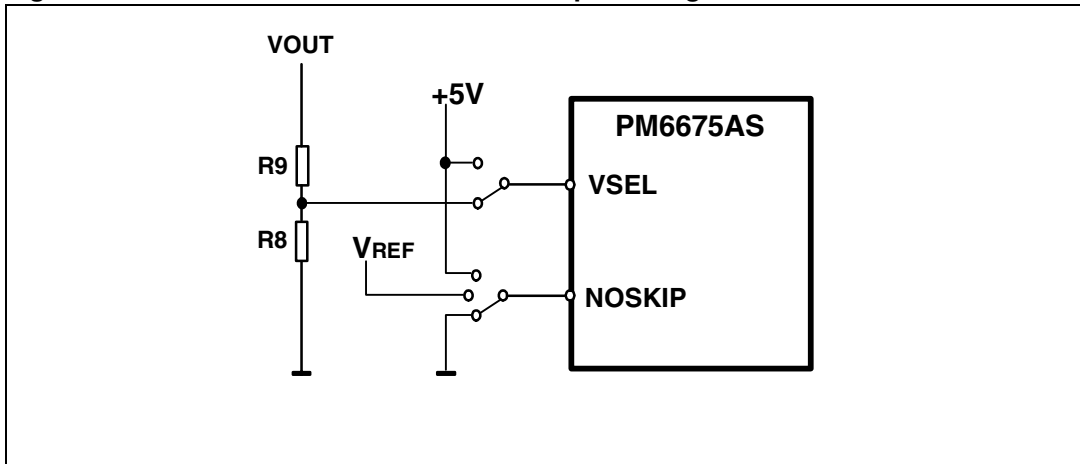 VOUT
+5V
PM6675AS
R9
VSEL
R8
VREF
NOSKIP